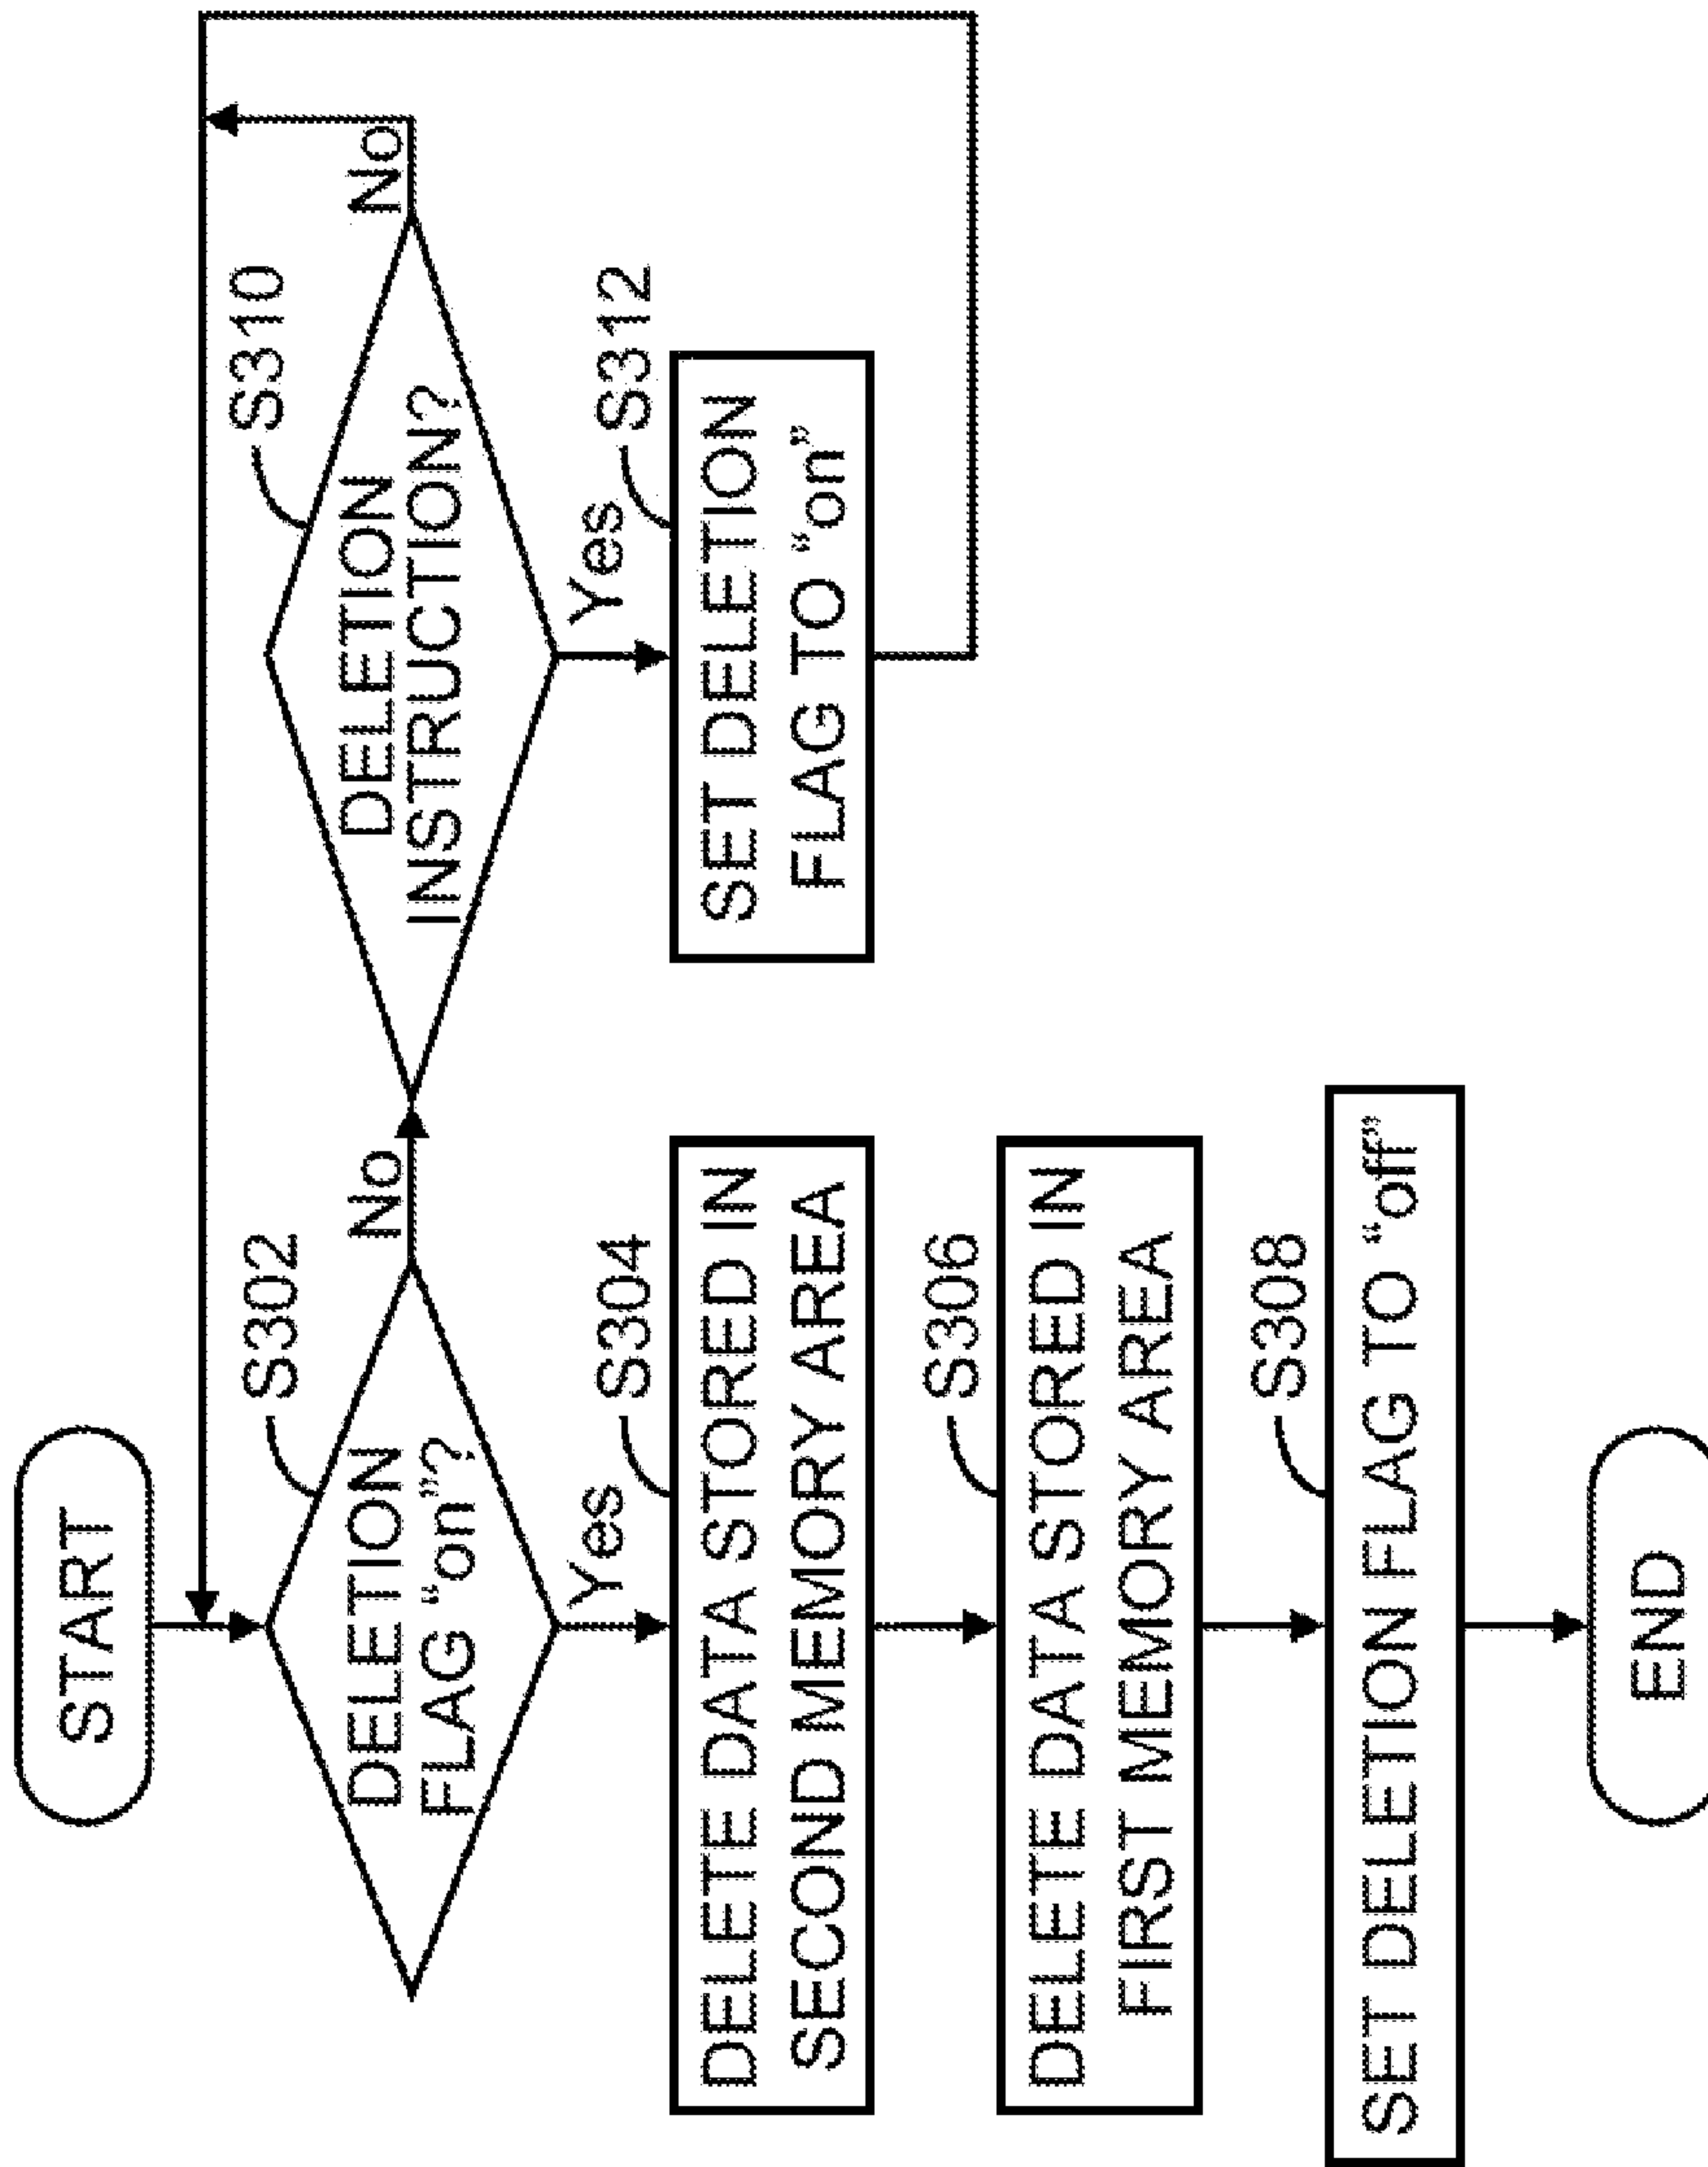 START
S302
DELETION
FLAG “on”?
No
Yes
S304
DELETE DATA STORED IN
SECOND MEMORY AREA
S306
DELETE DATA STORED IN
FIRST MEMORY AREA
S308
SET DELETION FLAG TO “off”
END
S310
DELETION
INSTRUCTION?
No
Yes
S312
SET DELETION
FLAG TO “on”